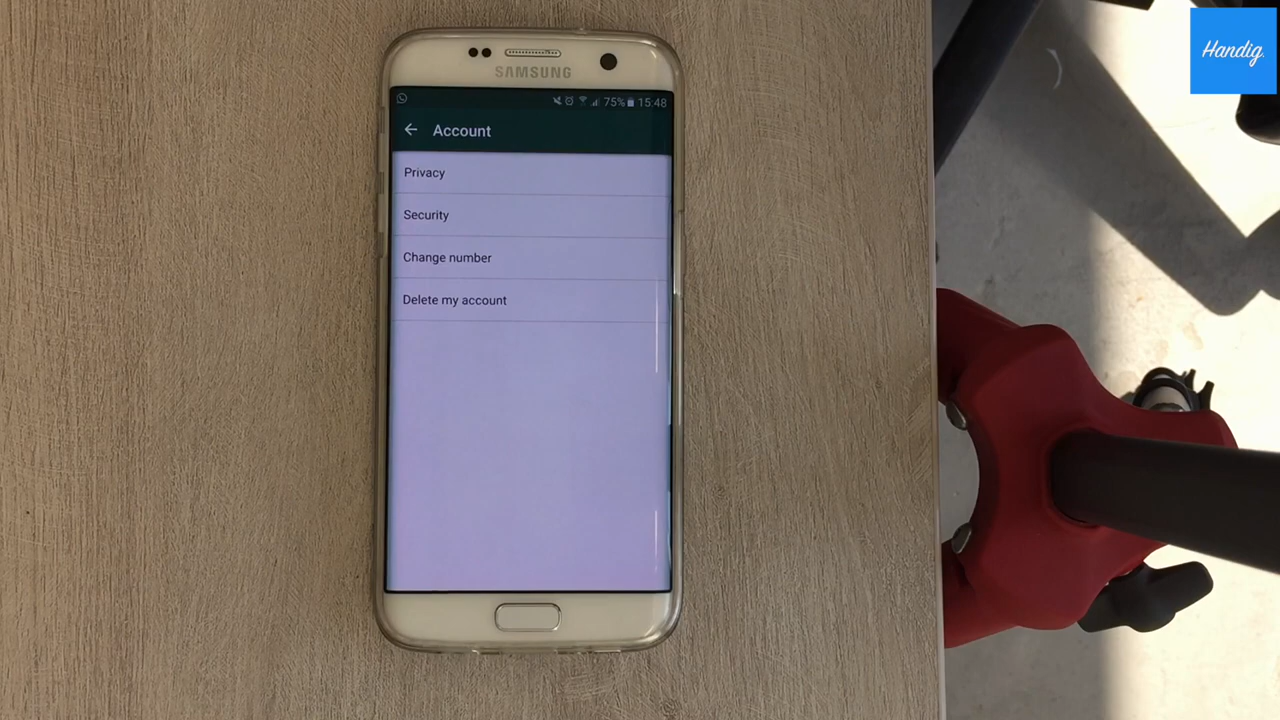 Handig.
SAMSUNG
75% 15:48
Account
Privacy
Security
Change number
Delete my account